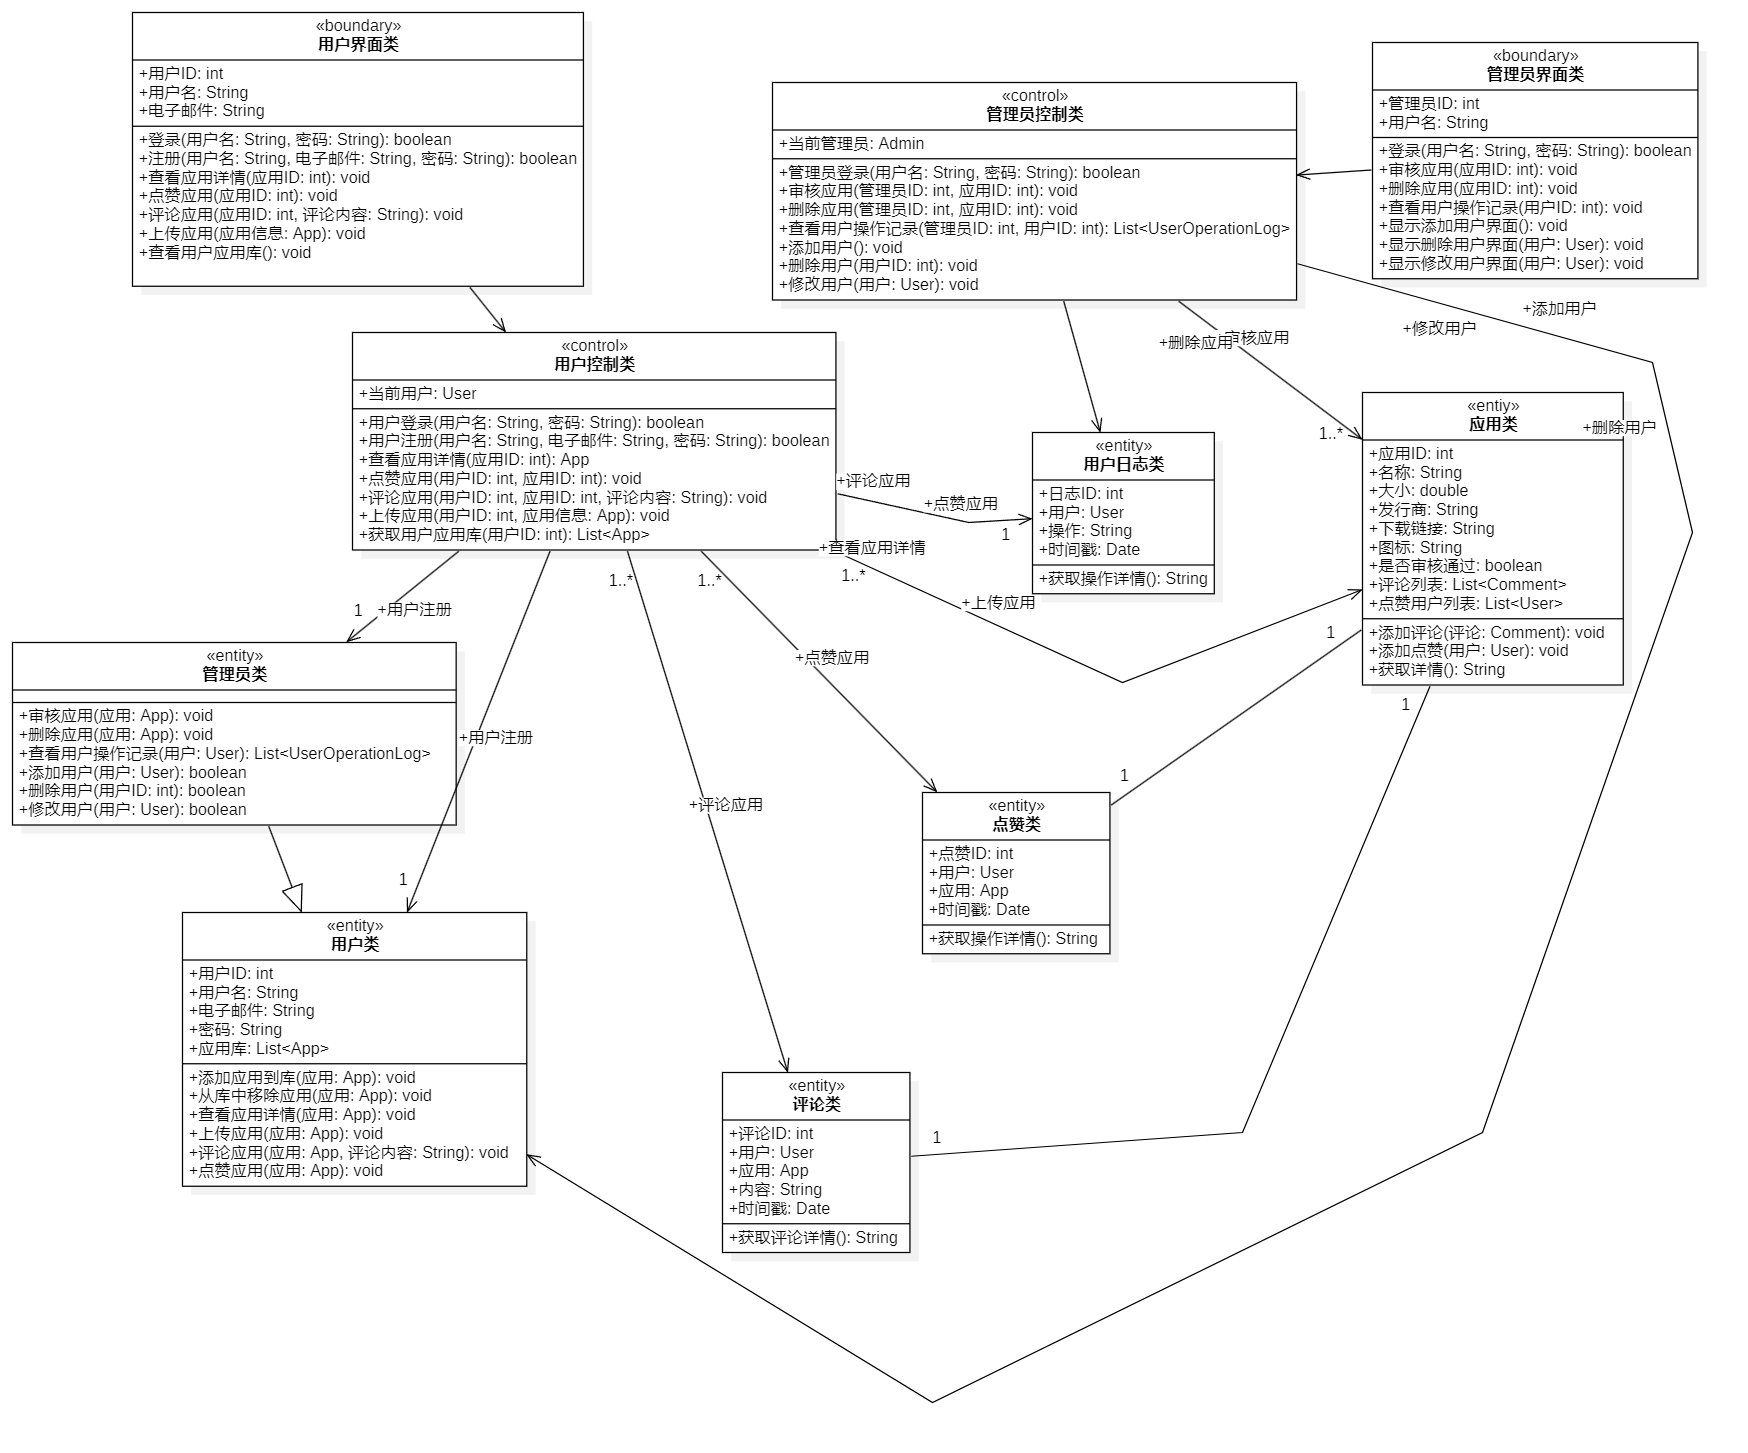 «boundary»
用户界面类
+用户ID: int
+用户名: String
+电子邮件: String
+登录(用户名: String, 密码: String): boolean
+注册(用户名: String, 电子邮件: String, 密码: String): boolean
+查看应用详情(应用ID: int): void
+点赞应用(应用ID: int): void
+评论应用(应用ID: int, 评论内容: String): void
+上传应用(应用信息: App): void
+查看用户应用库(): void
«control»
管理员控制类
+当前管理员: Admin
+管理员登录(用户名: String, 密码: String): boolean
+审核应用(管理员ID: int, 应用ID: int): void
+删除应用(管理员ID: int, 应用ID: int): void
+查看用户操作记录(管理员ID: int, 用户ID: int): List<UserOperationLog>
+添加用户(): void
+删除用户(用户ID: int): void
+修改用户(用户: User): void
«boundary»
管理员界面类
+管理员ID: int
+用户名: String
+登录(用户名: String, 密码: String): boolean
+审核应用(应用ID: int): void
+删除应用(应用ID: int): void
+查看用户操作记录(用户ID: int): void
+显示添加用户界面(): void
+显示删除用户界面(用户: User): void
+显示修改用户界面(用户: User): void
+添加用户
+修改用户
+删除应用
审核应用
1..*
+删除用户
«control»
用户控制类
+当前用户: User
+用户登录(用户名: String, 密码: String): boolean
+用户注册(用户名: String, 电子邮件: String, 密码: String): boolean
+查看应用详情(应用ID: int): App
+点赞应用(用户ID: int, 应用ID: int): void
+评论应用(用户ID: int, 应用ID: int, 评论内容: String): void
+上传应用(用户ID: int, 应用信息: App): void
+获取用户应用库(用户ID: int): List<App>
+评论应用
+点赞应用
1
+查看应用详情
1..*
+上传应用
«entity»
用户日志类
+日志ID: int
+用户: User
+操作: String
+时间戳: Date
+获取操作详情(): String
«entiy»
应用类
+应用ID: int
+名称: String
+大小: double
+发行商: String
+下载链接: String
+图标: String
+是否审核通过: boolean
+评论列表: List<Comment>
+点赞用户列表: List<User>
+添加评论(评论: Comment): void
+添加点赞(用户: User): void
+获取详情(): String
1
1
1..*
1..*
1
+用户注册
+点赞应用
+用户注册
+评论应用
1
1
«entity»
管理员类
+审核应用(应用: App): void
+删除应用(应用: App): void
+查看用户操作记录(用户: User): List<UserOperationLog>
+添加用户(用户: User): boolean
+删除用户(用户ID: int): boolean
+修改用户(用户: User): boolean
«entity»
点赞类
+点赞ID: int
+用户: User
+应用: App
+时间戳: Date
+获取操作详情(): String
«entity»
用户类
+用户ID: int
+用户名: String
+电子邮件: String
+密码: String
+应用库: List<App>
+添加应用到库(应用: App): void
+从库中移除应用(应用: App): void
+查看应用详情(应用: App): void
+上传应用(应用: App): void
+评论应用(应用: App, 评论内容: String): void
+点赞应用(应用: App): void
«entity»
评论类
+评论ID: int
+用户: User
+应用: App
+内容: String
+时间戳: Date
+获取评论详情(): String
1